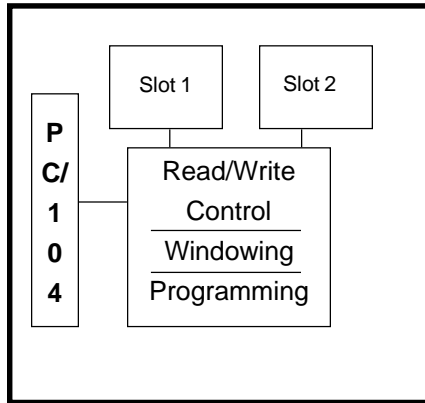 Slot 1
Slot 2
P
C/
1
0
4
Read/Write
Control
Windowing
Programming